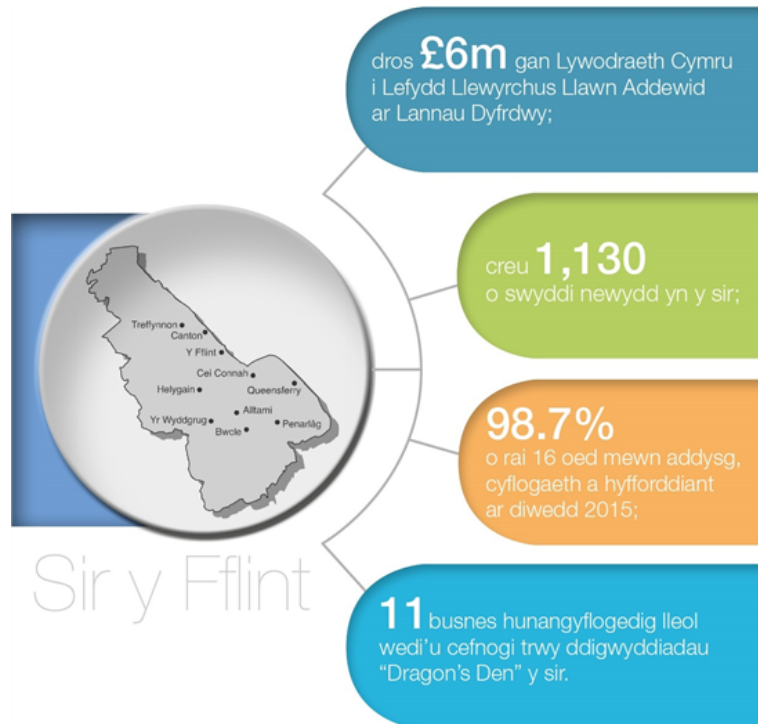 dros £6m gan Lywodraeth Cymru
i Lefydd Llewyrchus Llawn Addewid
ar Lannau Dyfrdwy;
creu 1,130
o swyddi newydd yn y sir;
Treffynnon
Canton
Y Fflint
Cei Connah
Helygain
Queensferry
Alltami
Yr Wyddgrug
Penarlâg
Bwcle
98.7%
o rai 16 oed mewn addysg,
cyflogaeth a hyfforddiant
ar diwedd 2015;
Sir y Fflint
11 busnes hunangyflogedig lleol
wedi'u cefnogi trwy ddigwyddiadau
“Dragon's Den” y sir.